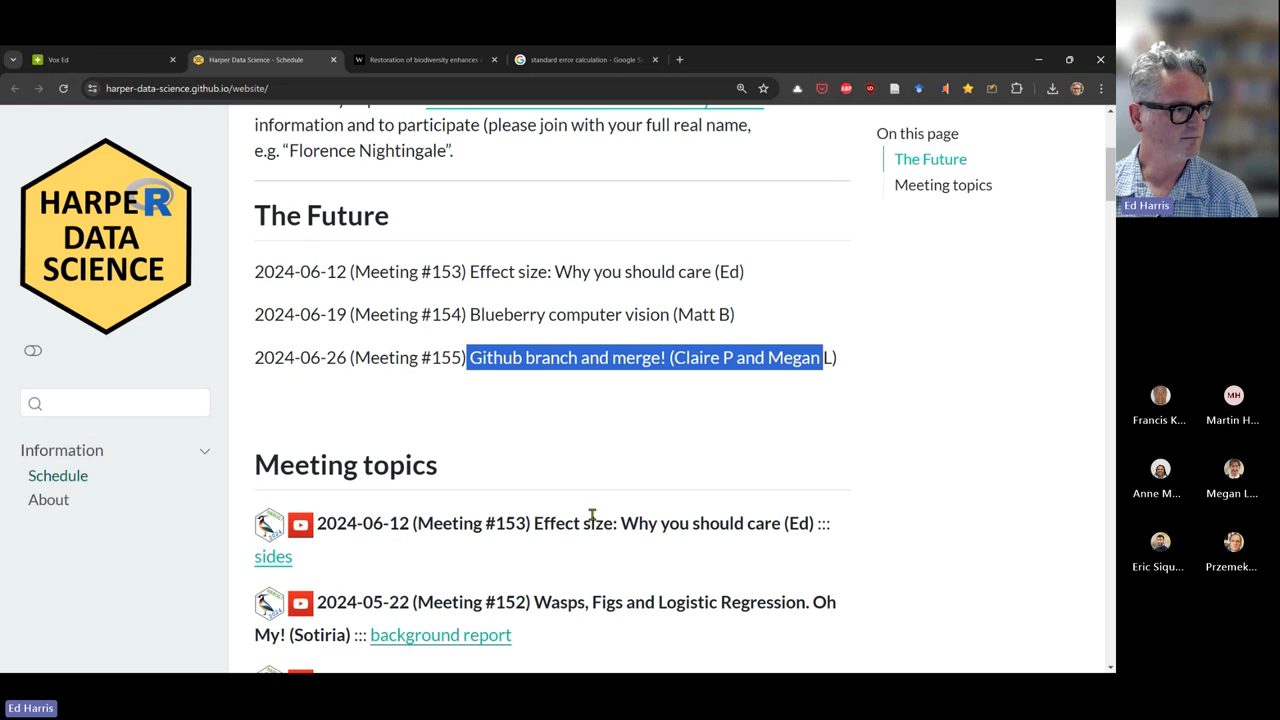 Vox Ed
Harper Data Science - Schedule
Restoration of biodiversity enhances
standard error calculation - Google S
harper-data-science.github.io/website/
information and to participate (please join with your full real name,
e.g. “Florence Nightingale”.
On this page
The Future
Meeting topics
HARPER
DATA
SCIENCE
The Future
2024-06-12 (Meeting #153) Effect size: Why you should care (Ed)
2024-06-19 (Meeting #154) Blueberry computer vision (Matt B)
2024-06-26 (Meeting #155) Github branch and merge! (Claire P and Megan L)
Information
Schedule
About
Meeting topics
2024-06-12 (Meeting #153) Effect size: Why you should care (Ed) :::
sides
2024-05-22 (Meeting #152) Wasps, Figs and Logistic Regression. Oh
My! (Sotiria) ::: background report
Ed Harris
Francis K...
MH
Martin H...
Anne M...
Megan L...
Eric Siqu...
Przemek...
Ed Harris